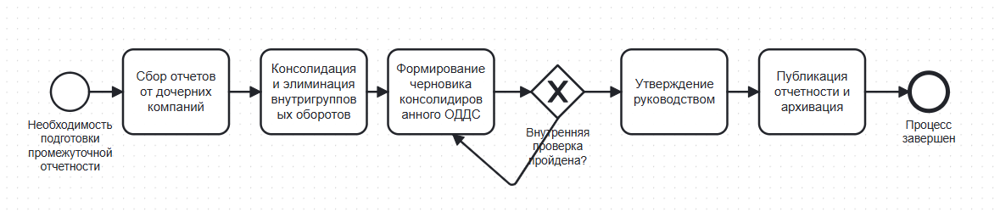 Необходимость
подготовки
промежуточной
отчетности
Сбор отчетов
от дочерних
компаний
Консолидация
и элиминация
внутригруппов
ых оборотов
Формирование
черновика
консолидиров
анного ОДДС
Внутренняя
проверка
пройдена?
Утверждение
руководством
Публикация
отчетности и
архивация
Процесс
завершен